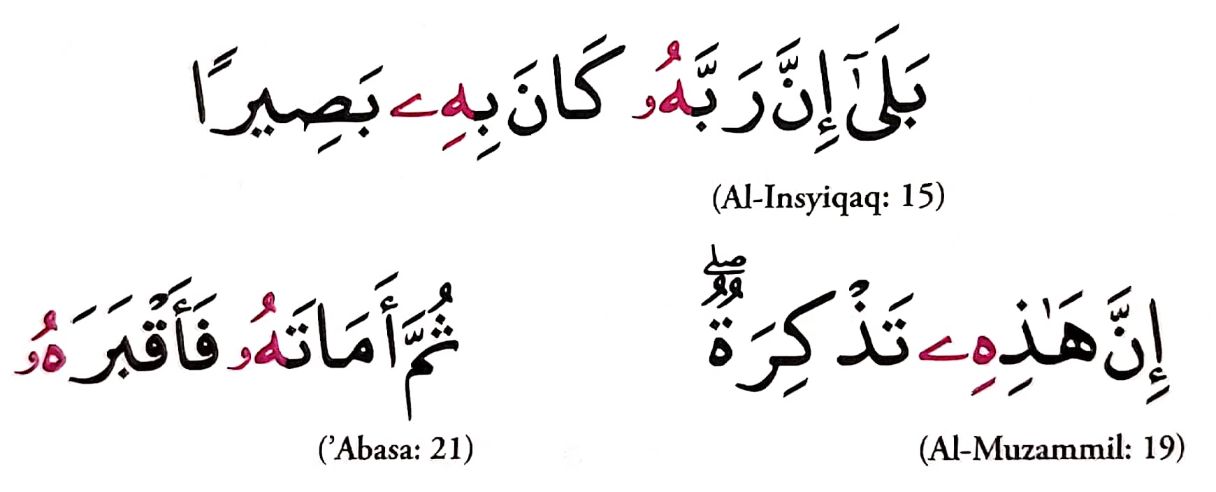 بَلَىٰٓ إِنَّ رَبَّهُۥ كَانَ بِهِۦ بَصِيرًا
(Al-Insyiqaq: 15)
إِنَّ هَٰذِهِۦ تَذْكِرَةٌ ۖ
(Al-Muzammil: 19)
ثُمَّ أَمَاتَهُۥ فَأَقْبَرَهُۥ
(’Abasa: 21)